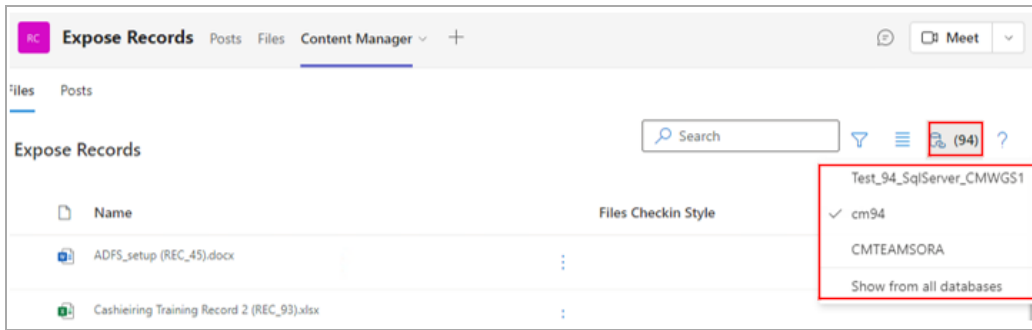 RC Expose Records Posts Files Content Manager Meet
Files Posts
Expose Records Search (94) ?
Test_94_SqlServer_CMWGS1
Name Files Checkin Style cm94
ADFS_setup (REC_45).docx CMTEAMSORA
Show from all databases
Cashieiring Training Record 2 (REC_93).xlsx